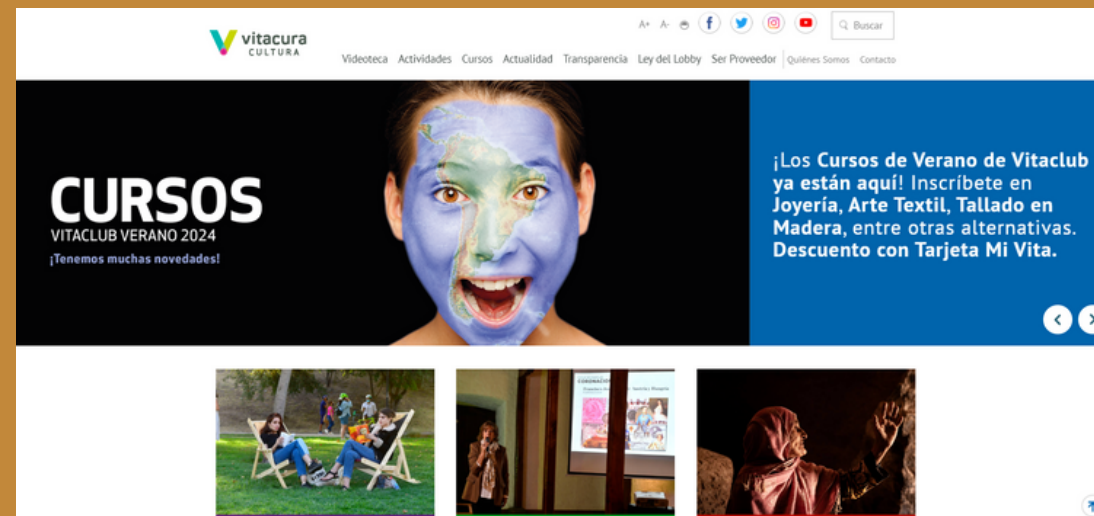 vitacura
CULTURA
A+ A-
Buscar
Videoteca Actividades Cursos Actualidad Transparencia Ley del Lobby Ser Proveedor Quiénes Somos Contacto
CURSOS
VITACLUB VERANO 2024
¡Tenemos muchas novedades!
¡Los Cursos de Verano de Vitaclub
ya están aquí! Inscríbete en
Joyería, Arte Textil, Tallado en
Madera, entre otras alternativas.
Descuento con Tarjeta Mi Vita.
CORONACIÓN